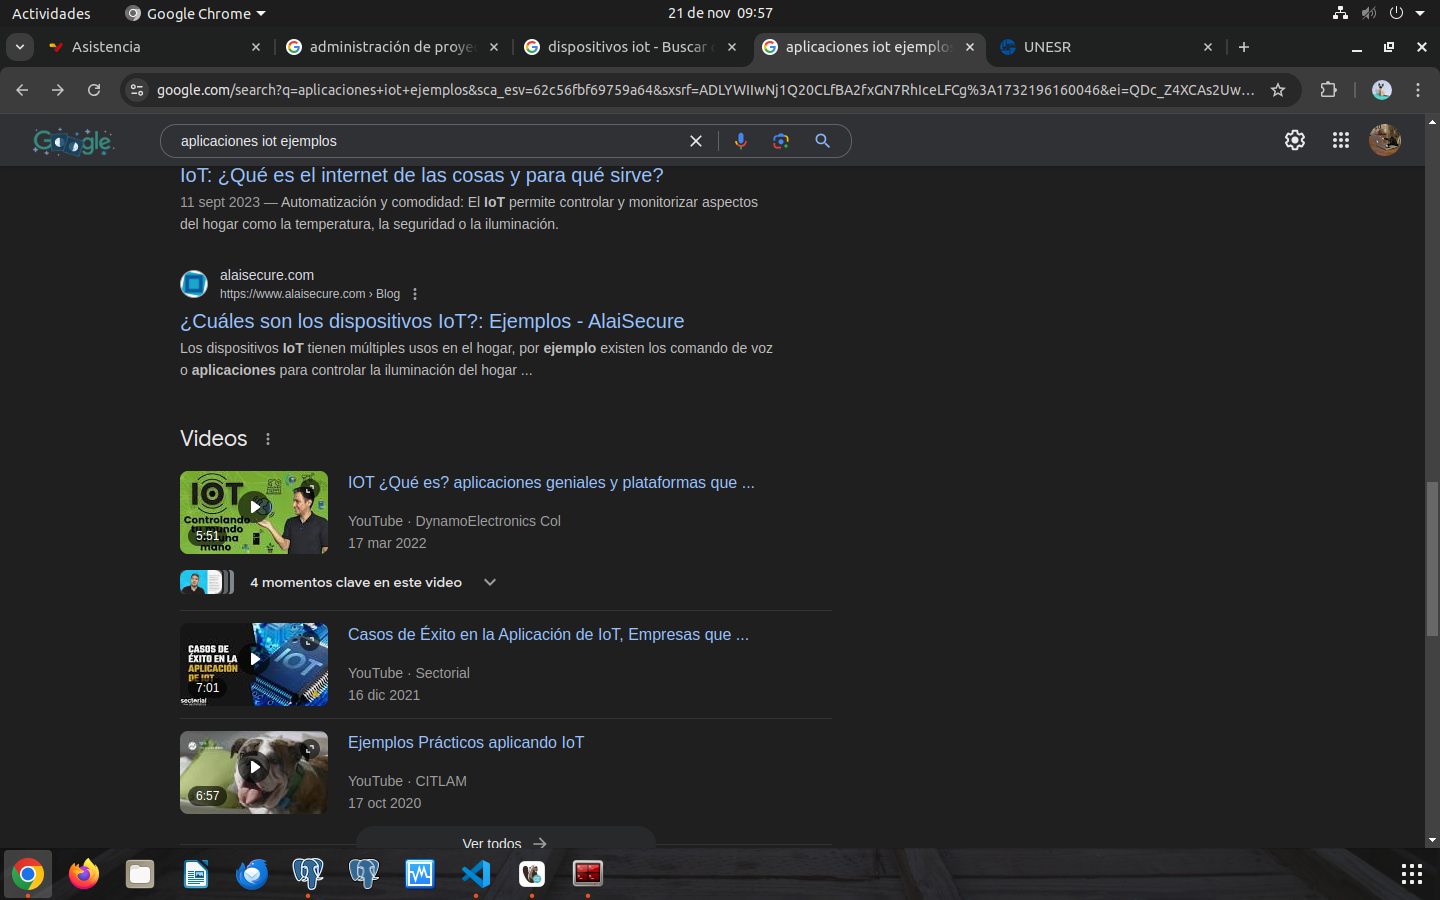 Actividades
Google Chrome
21 de nov 09:57
Asistencia
administración de proye
dispositivos iot - Buscar
aplicaciones iot ejemplo
UNESR
google.com/search?q=aplicaciones+iot+ejemplos&sca_esv=62c56fbf69759a64&sxsrf=ADLYWIIwNj1Q20CLfBA2fxGN7RhIceLFCg%3A1732196160046&ei=QDc_Z4XCAs2Uw...
Google
aplicaciones iot ejemplos
IoT: ¿Qué es el internet de las cosas y para qué sirve?
11 sept 2023 — Automatización y comodidad: El IoT permite controlar y monitorizar aspectos
del hogar como la temperatura, la seguridad o la iluminación.
alaisecure.com
https://www.alaisecure.com › Blog
¿Cuáles son los dispositivos IoT?: Ejemplos - AlaiSecure
Los dispositivos IoT tienen múltiples usos en el hogar, por ejemplo existen los comando de voz
o aplicaciones para controlar la iluminación del hogar ...
Videos
IOT
Controlando
tu mundo
una
mano
5:51
IOT ¿Qué es? aplicaciones geniales y plataformas que ...
YouTube · DynamoElectronics Col
17 mar 2022
4 momentos clave en este video
CASOS DE
ÉXITO EN LA
APLICACIÓN
DE IOT
IOT
7:01
sectorial
Casos de Éxito en la Aplicación de IoT, Empresas que ...
YouTube · Sectorial
16 dic 2021
6:57
Ejemplos Prácticos aplicando IoT
YouTube · CITLAM
17 oct 2020
Ver todos